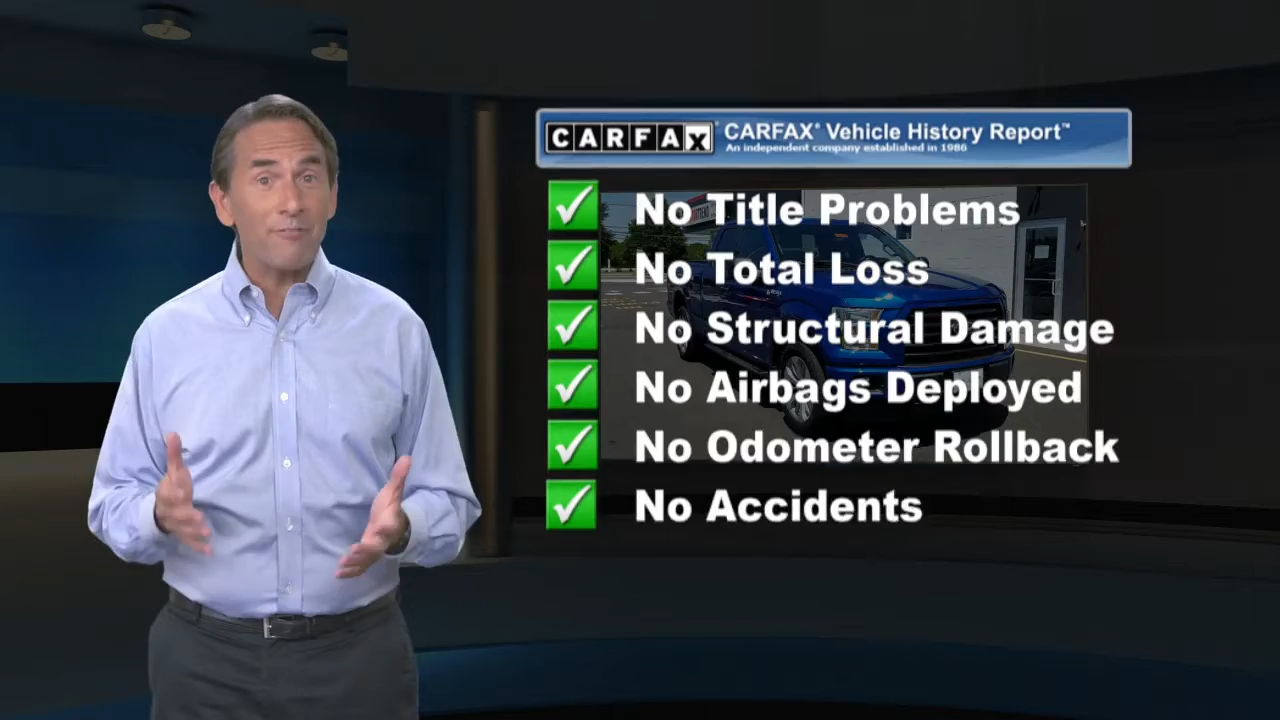 CARFAX
CARFAX® Vehicle History Report™
An independent company established in 1986
No Title Problems
No Total Loss
No Structural Damage
No Airbags Deployed
No Odometer Rollback
No Accidents